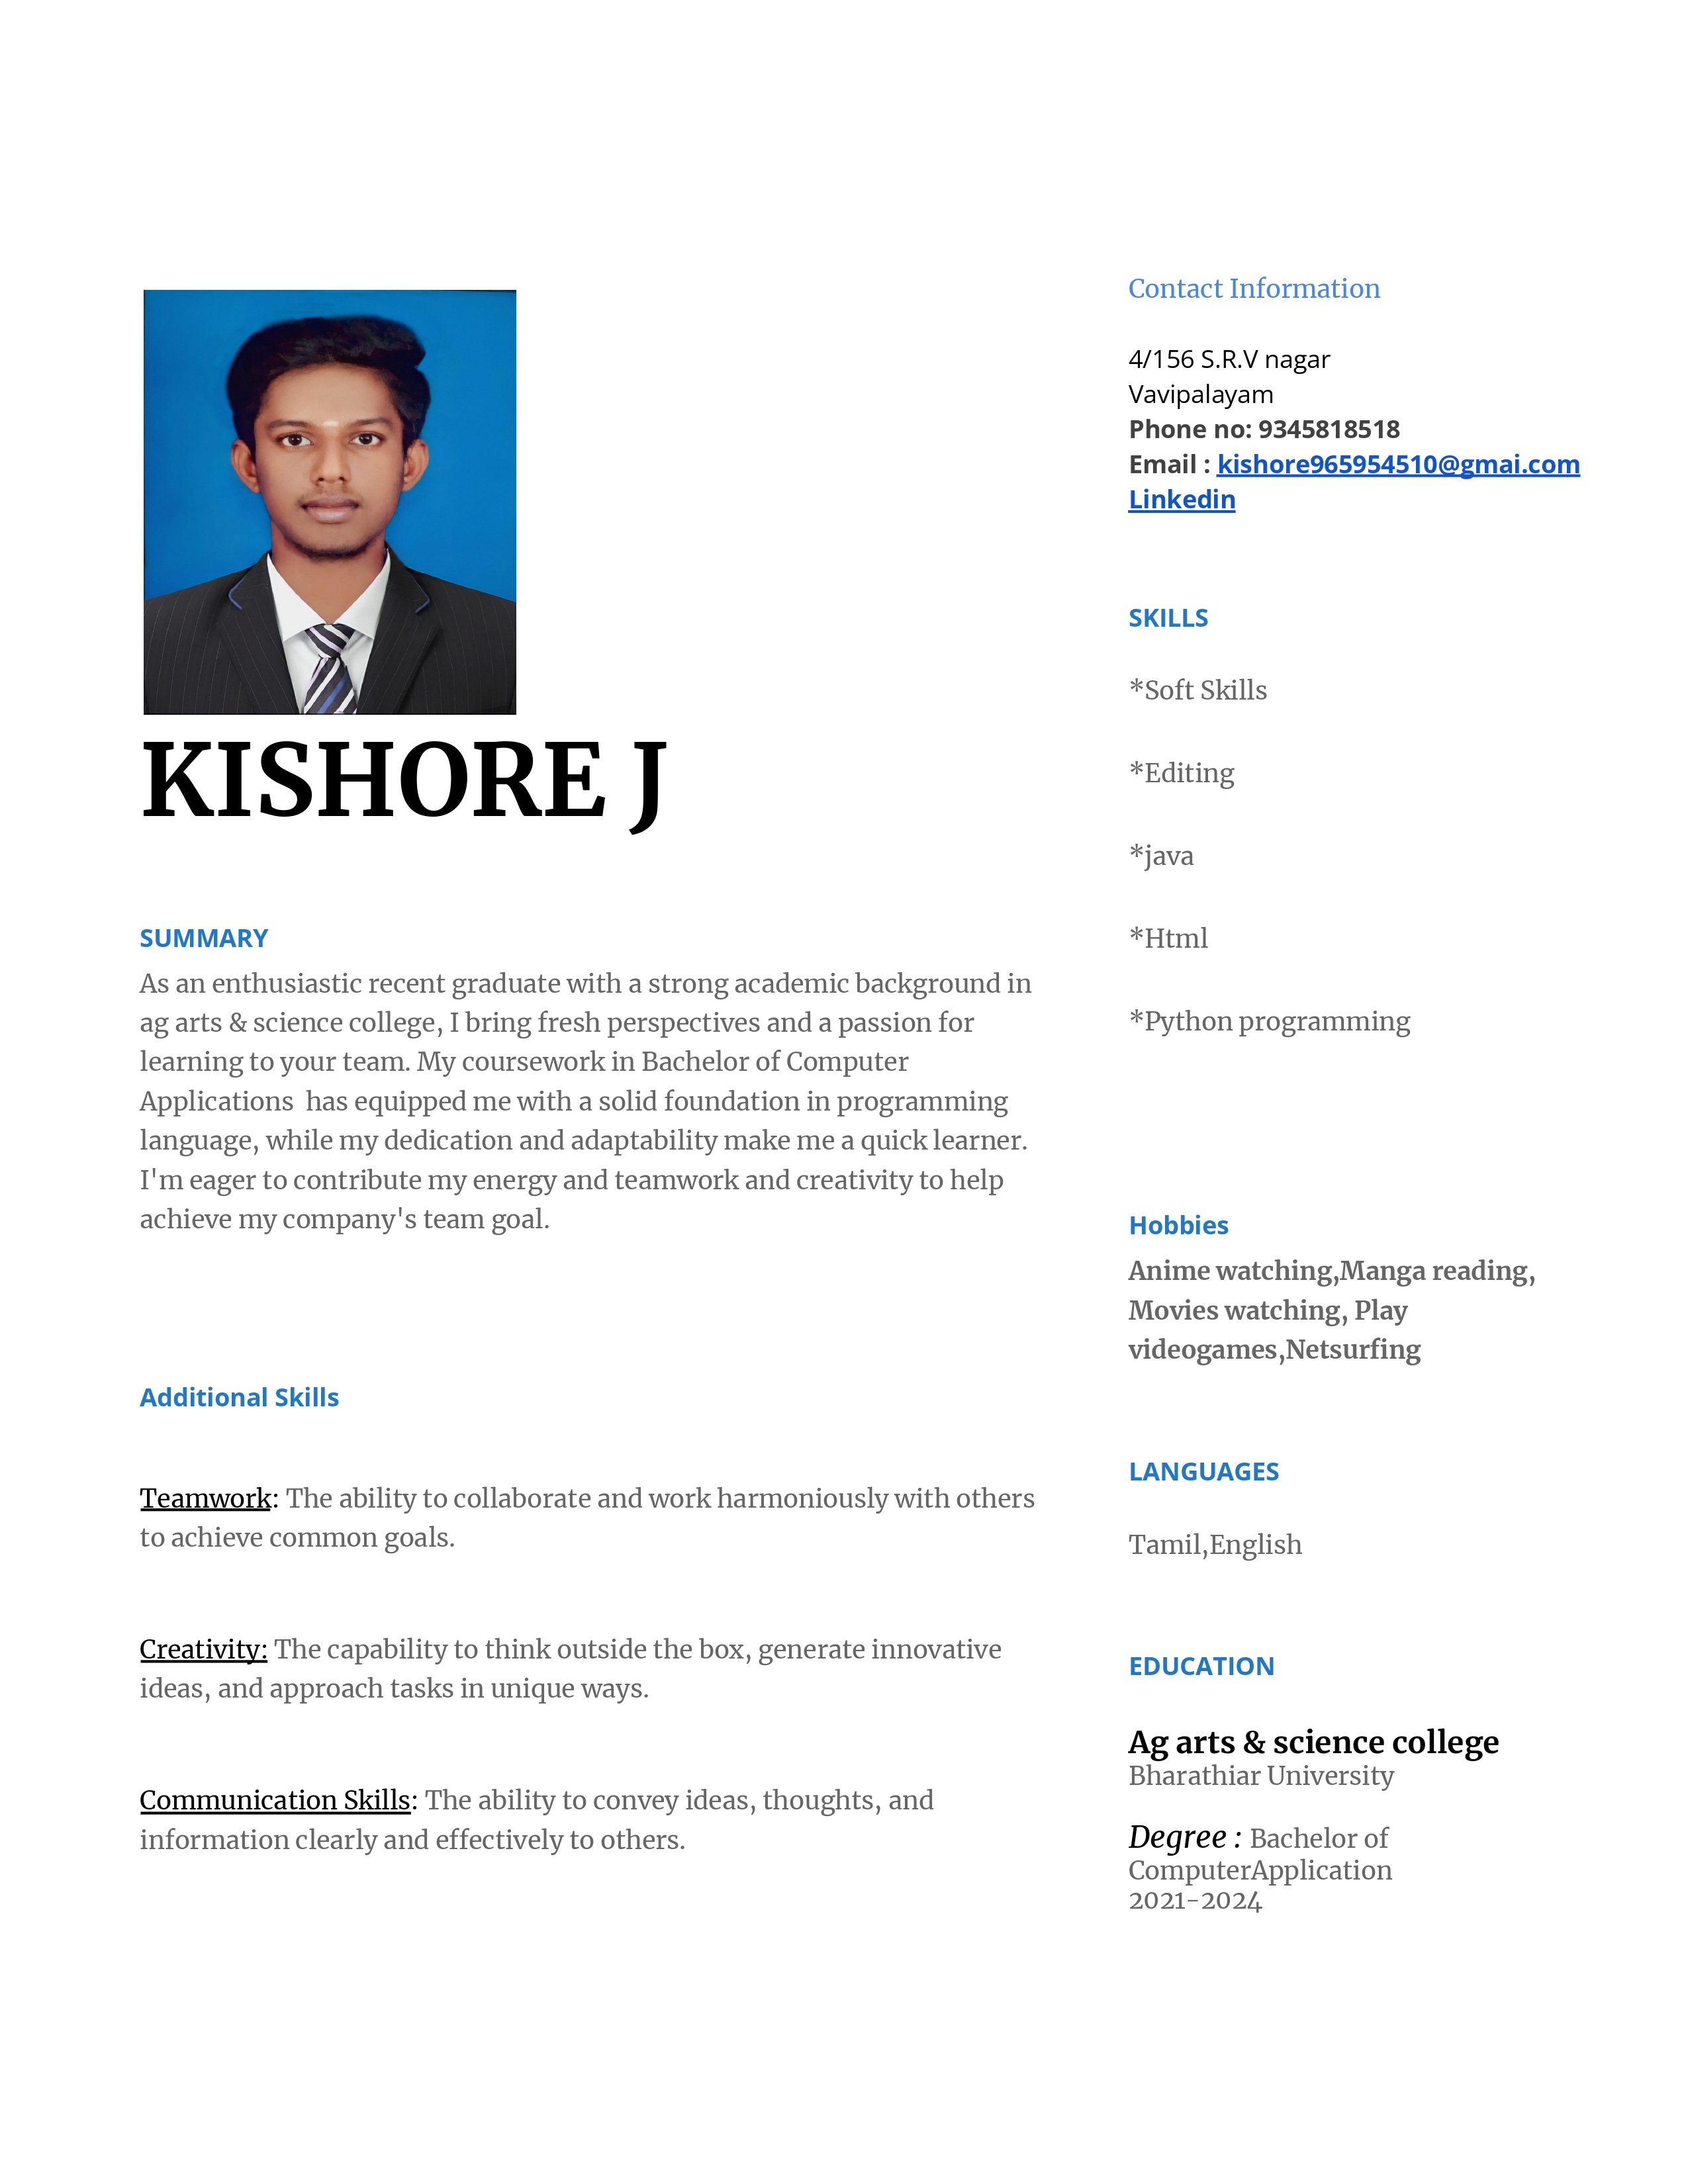 KISHORE J
SUMMARY
As an enthusiastic recent graduate with a strong academic background in
ag arts & science college, I bring fresh perspectives and a passion for
learning to your team. My coursework in Bachelor of Computer
Applications  has equipped me with a solid foundation in programming
language, while my dedication and adaptability make me a quick learner.
I'm eager to contribute my energy and teamwork and creativity to help
achieve my company's team goal.
Additional Skills
Teamwork: The ability to collaborate and work harmoniously with others
to achieve common goals.
Creativity: The capability to think outside the box, generate innovative
ideas, and approach tasks in unique ways.
Communication Skills: The ability to convey ideas, thoughts, and
information clearly and effectively to others.
Contact Information
4/156 S.R.V nagar
Vavipalayam
Phone no: 9345818518
Email : kishore965954510@gmai.com
Linkedin
SKILLS
*Soft Skills
*Editing
*java
*Html
*Python programming
Hobbies
Anime watching,Manga reading,
Movies watching, Play
videogames,Netsurfing
LANGUAGES
Tamil,English
EDUCATION
Ag arts & science college
Bharathiar University
Degree : Bachelor of
ComputerApplication
2021-2024